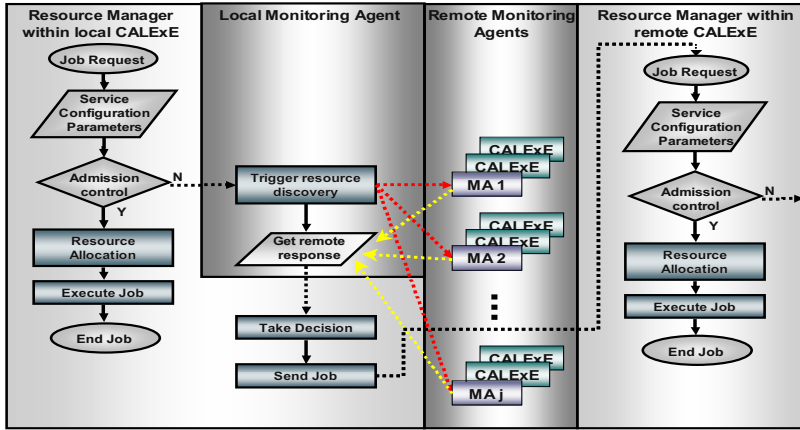 Resource Manager
within local CALExE
Job Request
Service
Configuration
Parameters
Admission
control
N
Y
Resource
Allocation
Execute Job
End Job
Local Monitoring Agent
Trigger resource
discovery
Get remote
response
Take Decision
Send Job
Remote Monitoring
Agents
CALExE
CALExE
MA 1
CALExE
CALExE
MA 2
CALExE
CALExE
MA j
Resource Manager within
remote CALExE
Job Request
Service
Configuration
Parameters
Admission
control
N
Y
Resource
Allocation
Execute Job
End Job